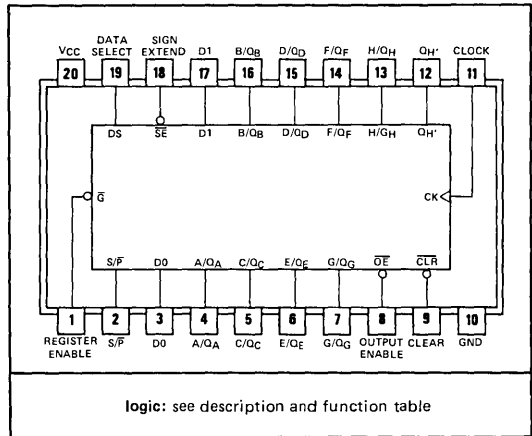 VCC DATA SELECT SIGN EXTEND D1 B/QB D/QD F/QF H/QH QH' CLOCK
20 19 18 17 16 15 14 13 12 11
DS SE D1 B/QB D/QD F/QF H/GH QH'
G
CK
S/P D0 A/QA C/QC E/QE G/QG OE CLR
1 2 3 4 5 6 7 8 9 10
REGISTER ENABLE S/P D0 A/QA C/QC E/QE G/QG OUTPUT ENABLE CLEAR GND
logic: see description and function table